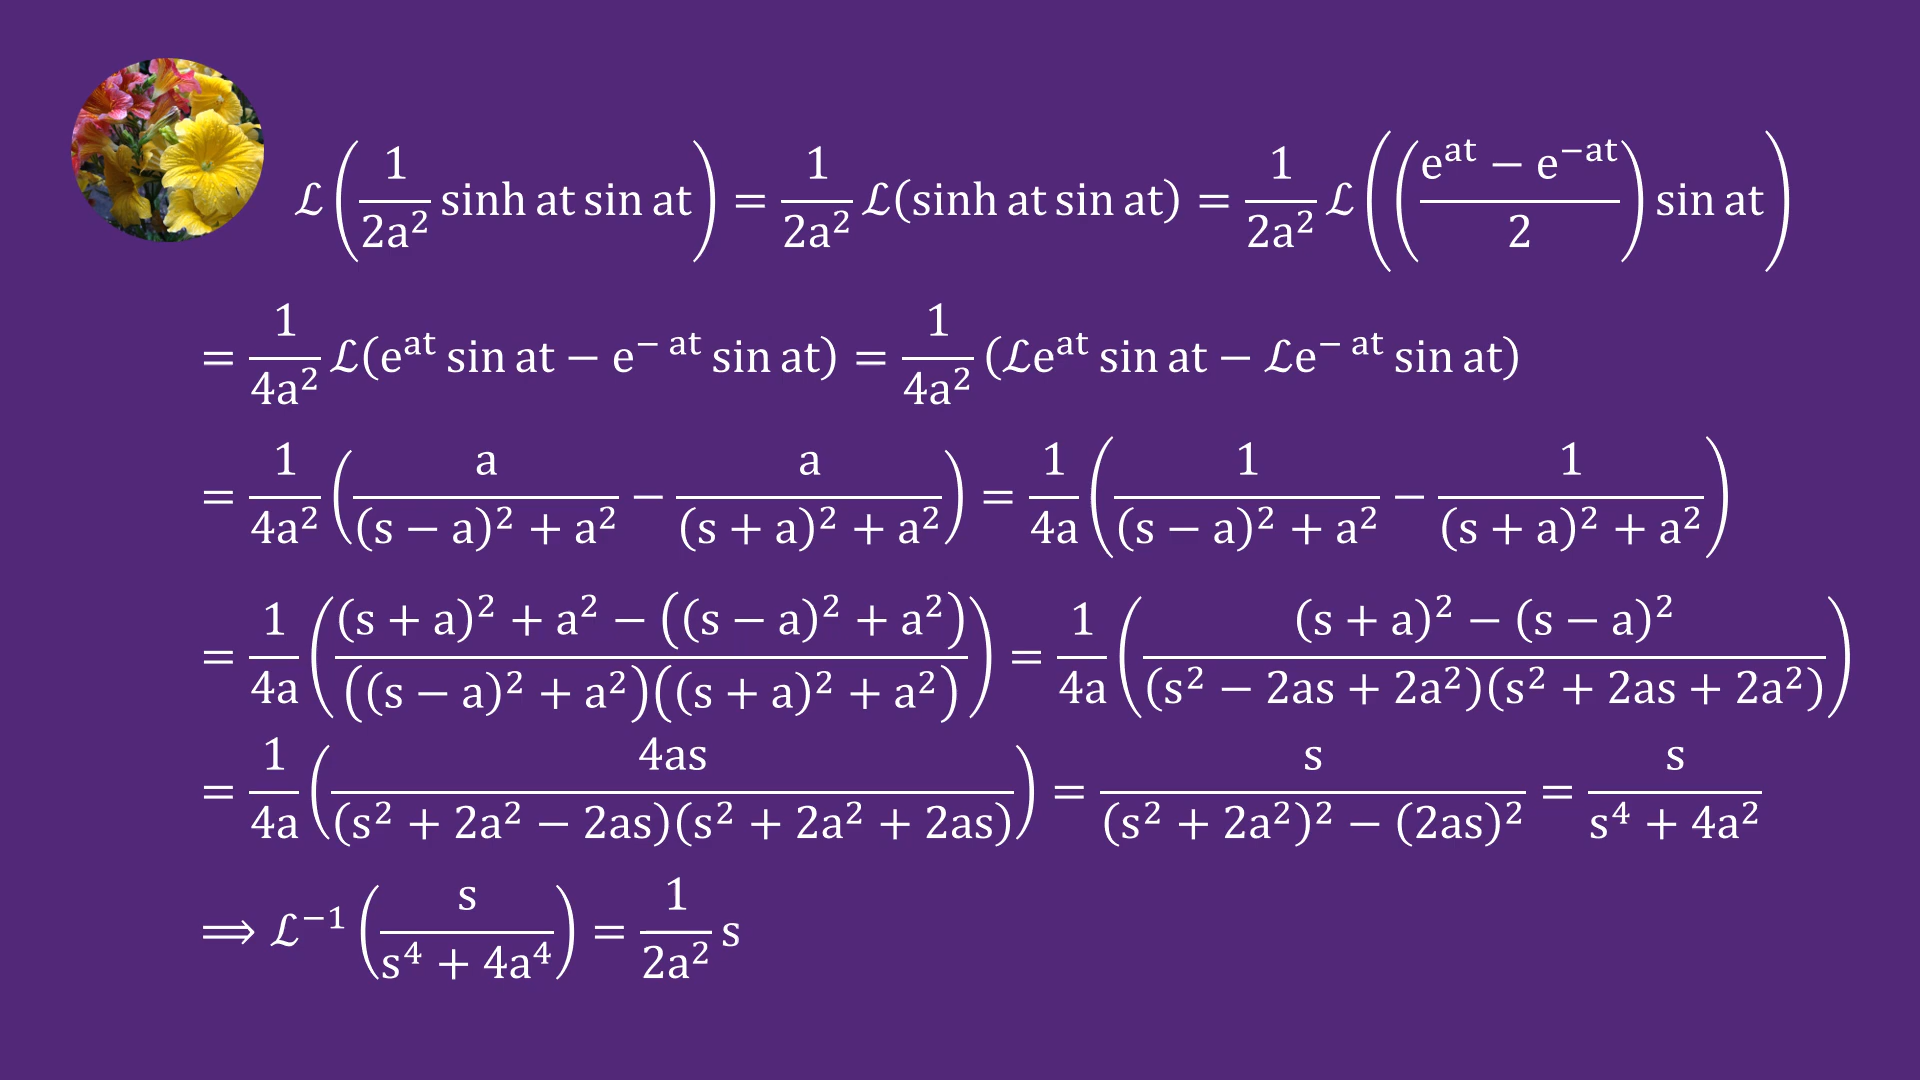 ℒ(1/(2a²) sinh at sin at) = 1/(2a²) ℒ(sinh at sin at) = 1/(2a²) ℒ(((eᵃᵗ − e⁻ᵃᵗ)/2) sin at)
= 1/(4a²) ℒ(eᵃᵗ sin at − e⁻ ᵃᵗ sin at) = 1/(4a²) (ℒeᵃᵗ sin at − ℒe⁻ ᵃᵗ sin at)
= 1/(4a²) (a/((s − a)² + a²) − a/((s + a)² + a²)) = 1/(4a) (1/((s − a)² + a²) − 1/((s + a)² + a²))
= 1/(4a) (((s + a)² + a² − ((s − a)² + a²))/(((s − a)² + a²)((s + a)² + a²))) = 1/(4a) (((s + a)² − (s − a)²)/((s² − 2as + 2a²)(s² + 2as + 2a²)))
= 1/(4a) (4as/((s² + 2a² − 2as)(s² + 2a² + 2as))) = s/((s² + 2a²)² − (2as)²) = s/(s⁴ + 4a²)
⟹ ℒ⁻¹(s/(s⁴ + 4a⁴)) = 1/(2a²) s